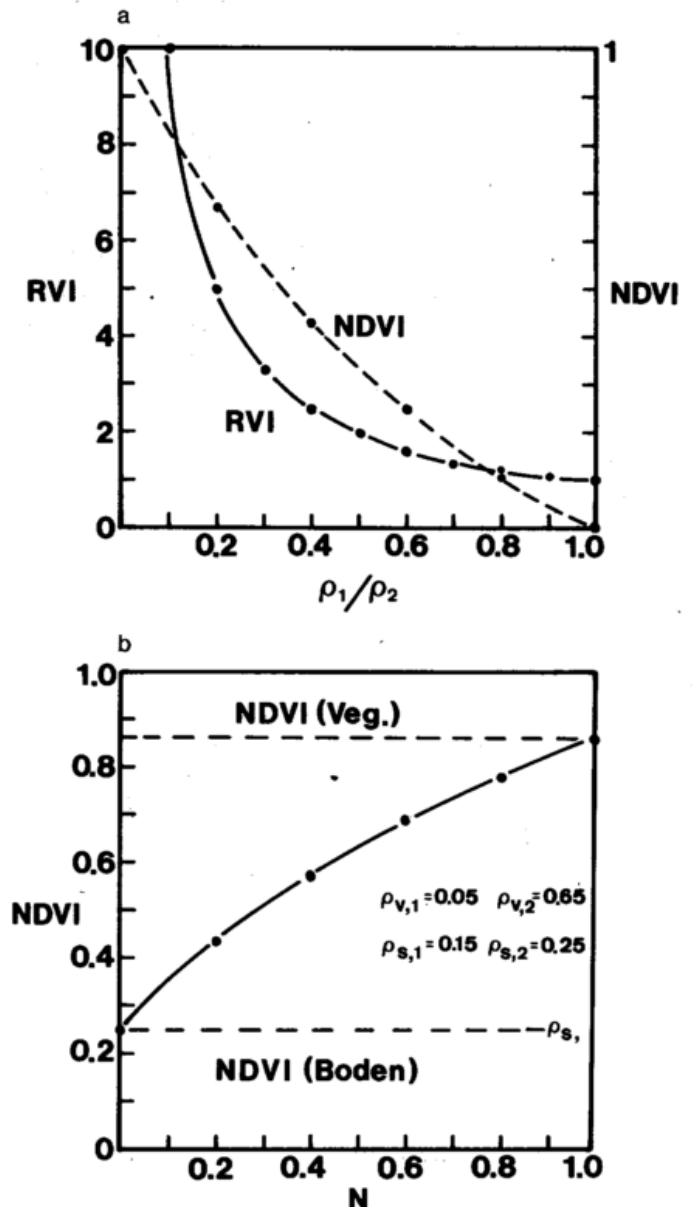 a
10 1
8
6
RVI NDVI
4 NDVI
RVI
2
0
0.2 0.4 0.6 0.8 1.0
ρ₁/ρ₂
b
1.0
NDVI (Veg.)
0.8
0.6
NDVI
ρᵥ,₁=0.05 ρᵥ,₂=0.65
0.4 ρₛ,₁=0.15 ρₛ,₂=0.25
ρₛ,
0.2
NDVI (Boden)
0
0.2 0.4 0.6 0.8 1.0
N